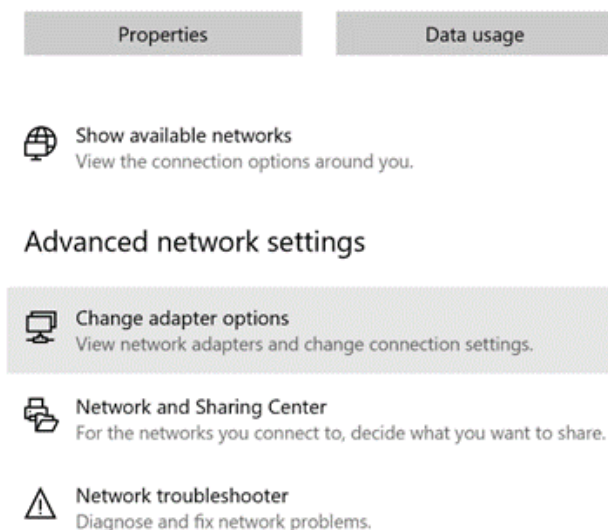 Properties
Data usage
Show available networks
View the connection options around you.
Advanced network settings
Change adapter options
View network adapters and change connection settings.
Network and Sharing Center
For the networks you connect to, decide what you want to share.
Network troubleshooter
Diagnose and fix network problems.